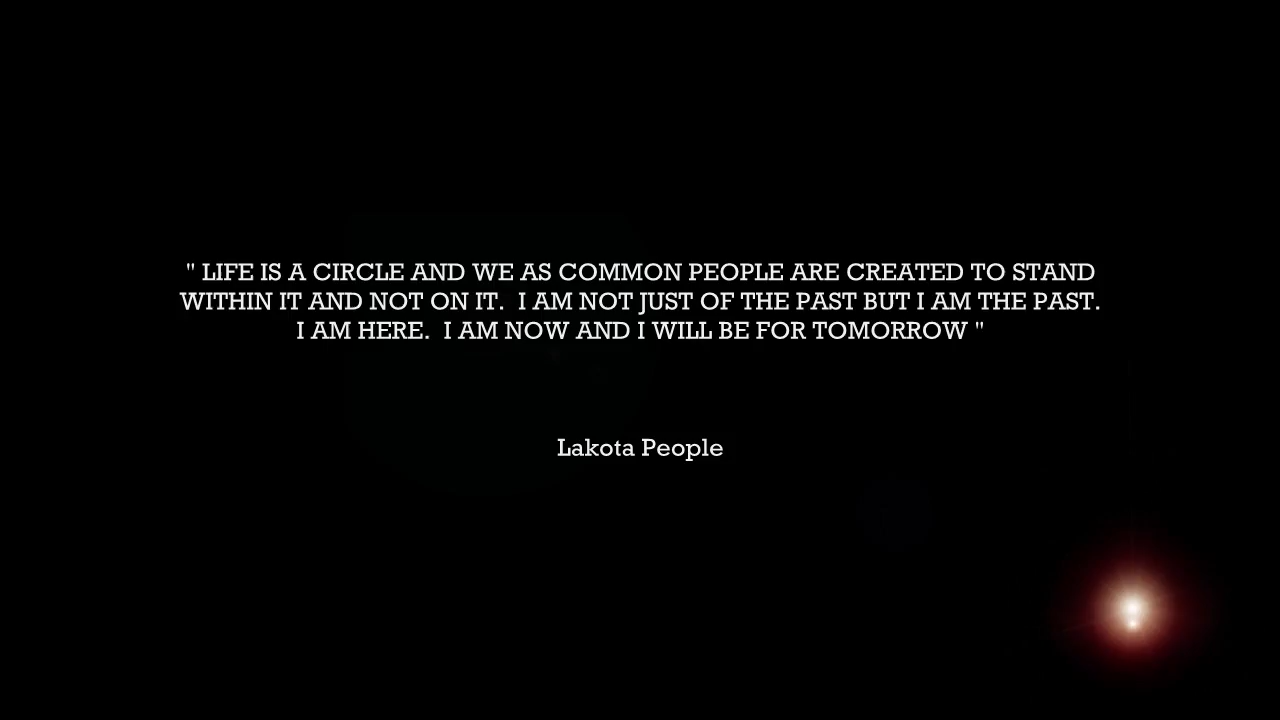 " LIFE IS A CIRCLE AND WE AS COMMON PEOPLE ARE CREATED TO STAND
WITHIN IT AND NOT ON IT.  I AM NOT JUST OF THE PAST BUT I AM THE PAST.
I AM HERE.  I AM NOW AND I WILL BE FOR TOMORROW "
Lakota People